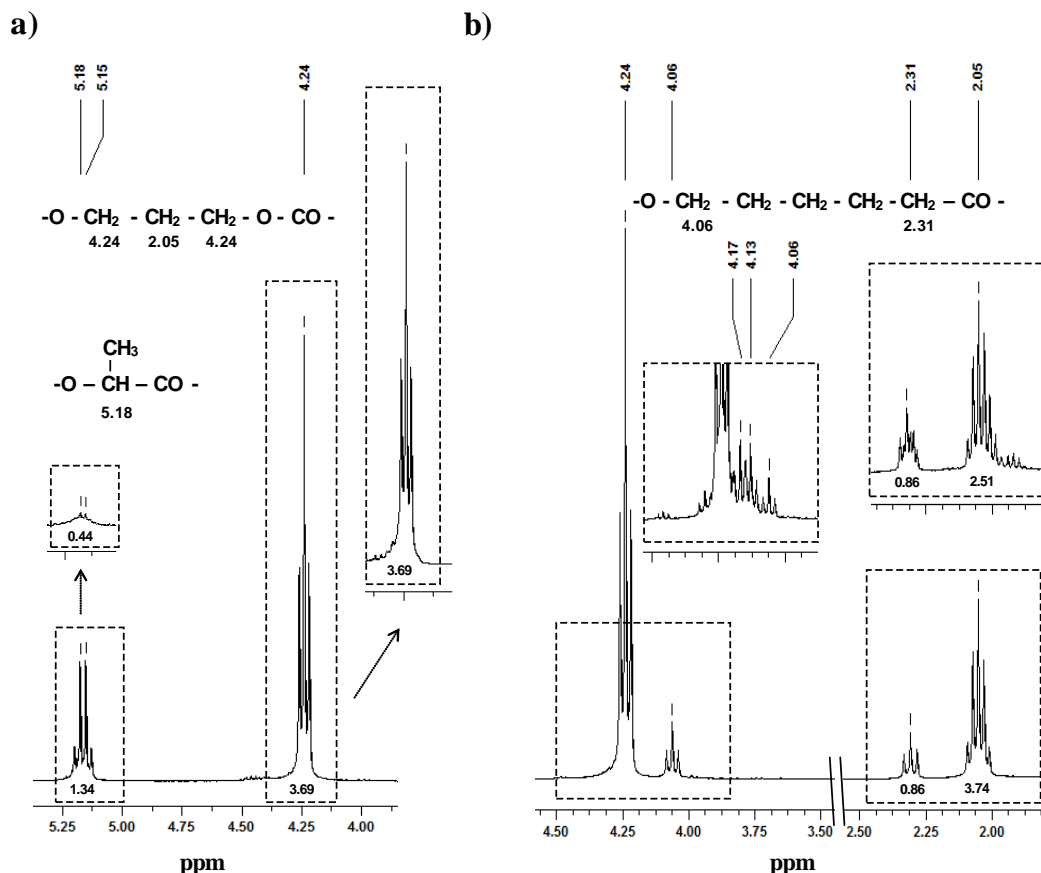 a)
5.18
5.15
4.24
-O - CH₂ - CH₂ - CH₂ - O - CO -
4.24 2.05 4.24
CH₃
-O – CH – CO -
5.18
0.44
3.69
1.34
3.69
5.25 5.00 4.75 4.50 4.25 4.00
ppm
b)
4.24
4.06
2.31
2.05
-O - CH₂ - CH₂ - CH₂ - CH₂ - CH₂ – CO -
4.06 2.31
4.17
4.13
4.06
0.86 2.51
0.86 3.74
4.50 4.25 4.00 3.75 3.50 2.50 2.25 2.00
ppm